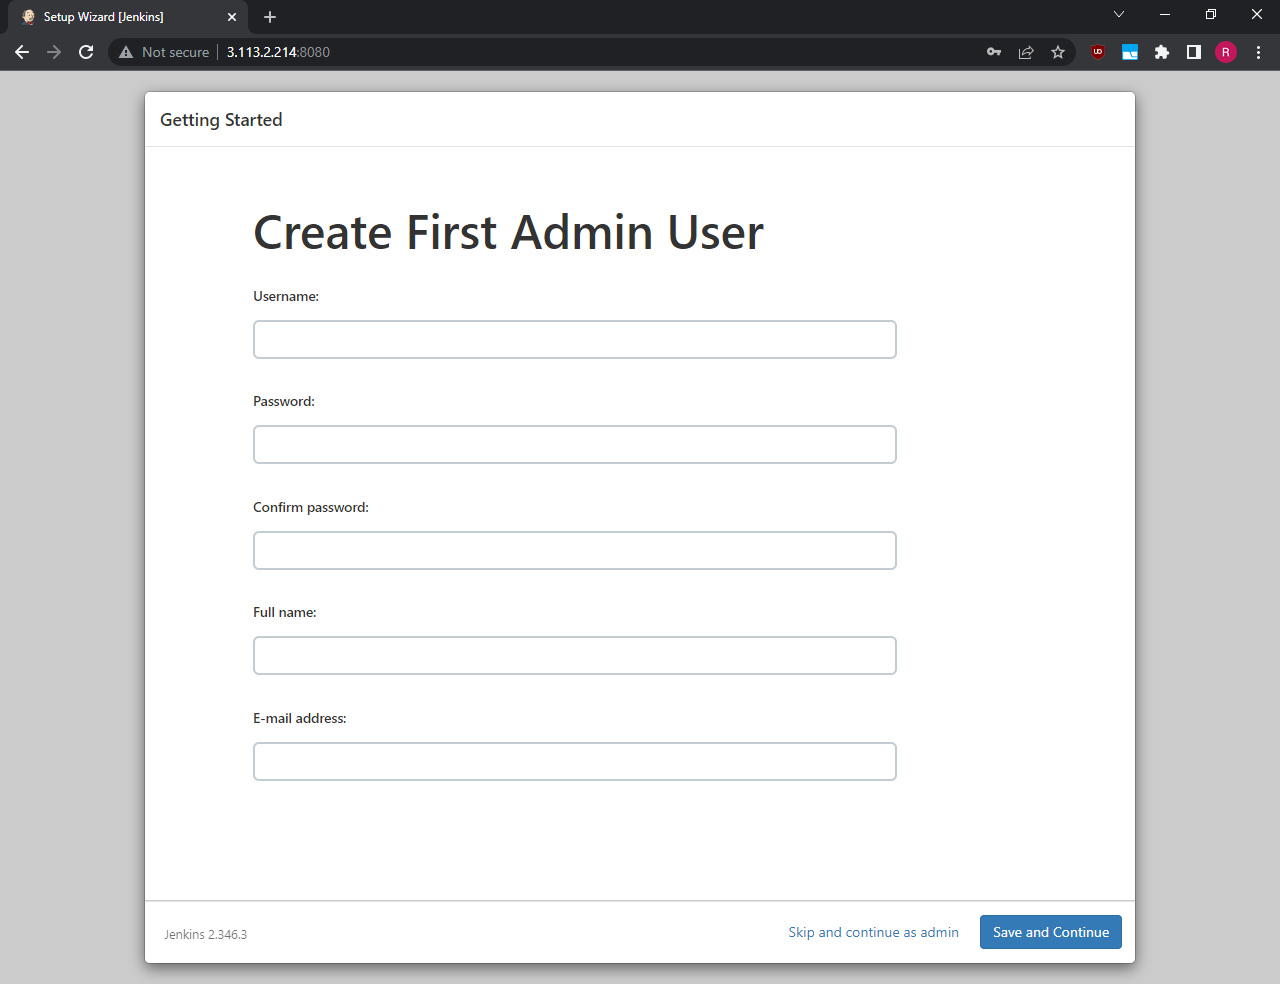 Setup Wizard [Jenkins]
Not secure 3.113.2.214:8080
R
Getting Started
Create First Admin User
Username:
Password:
Confirm password:
Full name:
E-mail address:
Jenkins 2.346.3
Skip and continue as admin
Save and Continue